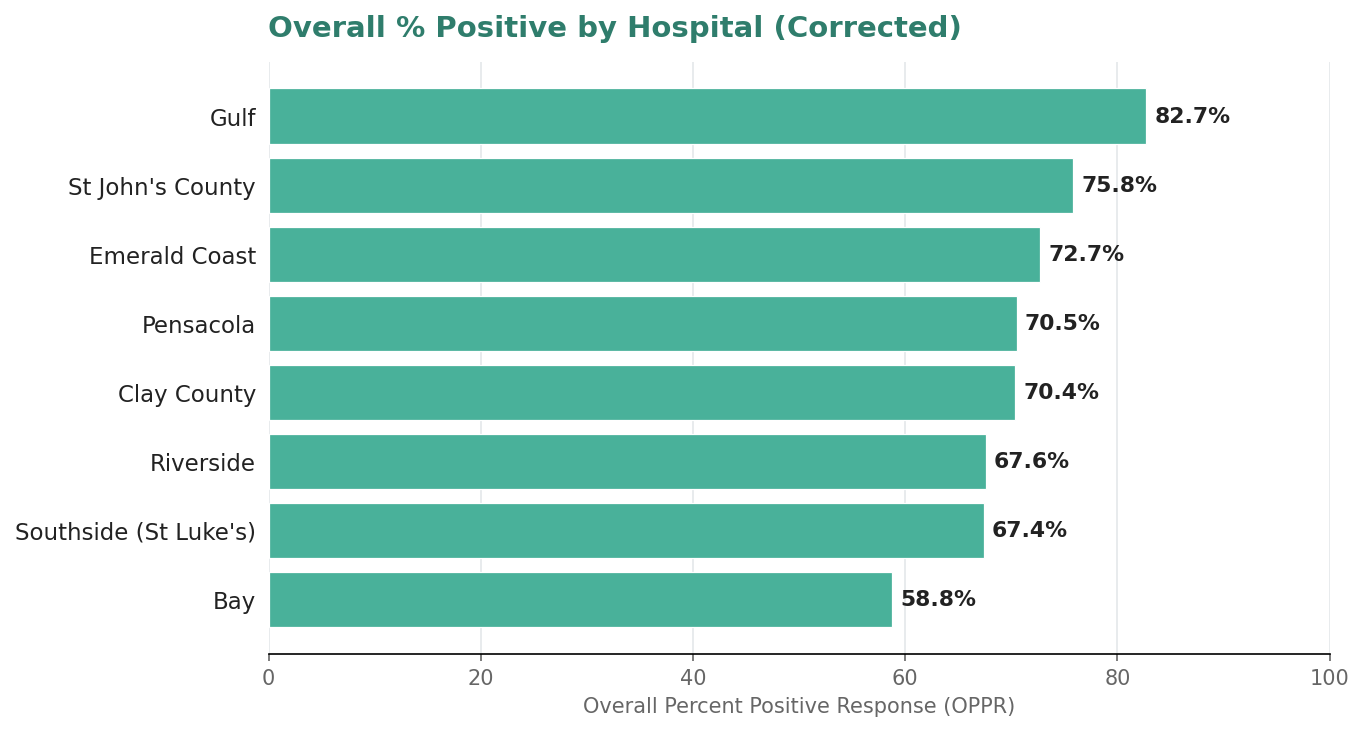 Overall % Positive by Hospital (Corrected)
Gulf 82.7%
St John's County 75.8%
Emerald Coast 72.7%
Pensacola 70.5%
Clay County 70.4%
Riverside 67.6%
Southside (St Luke's) 67.4%
Bay 58.8%
0 20 40 60 80 100
Overall Percent Positive Response (OPPR)